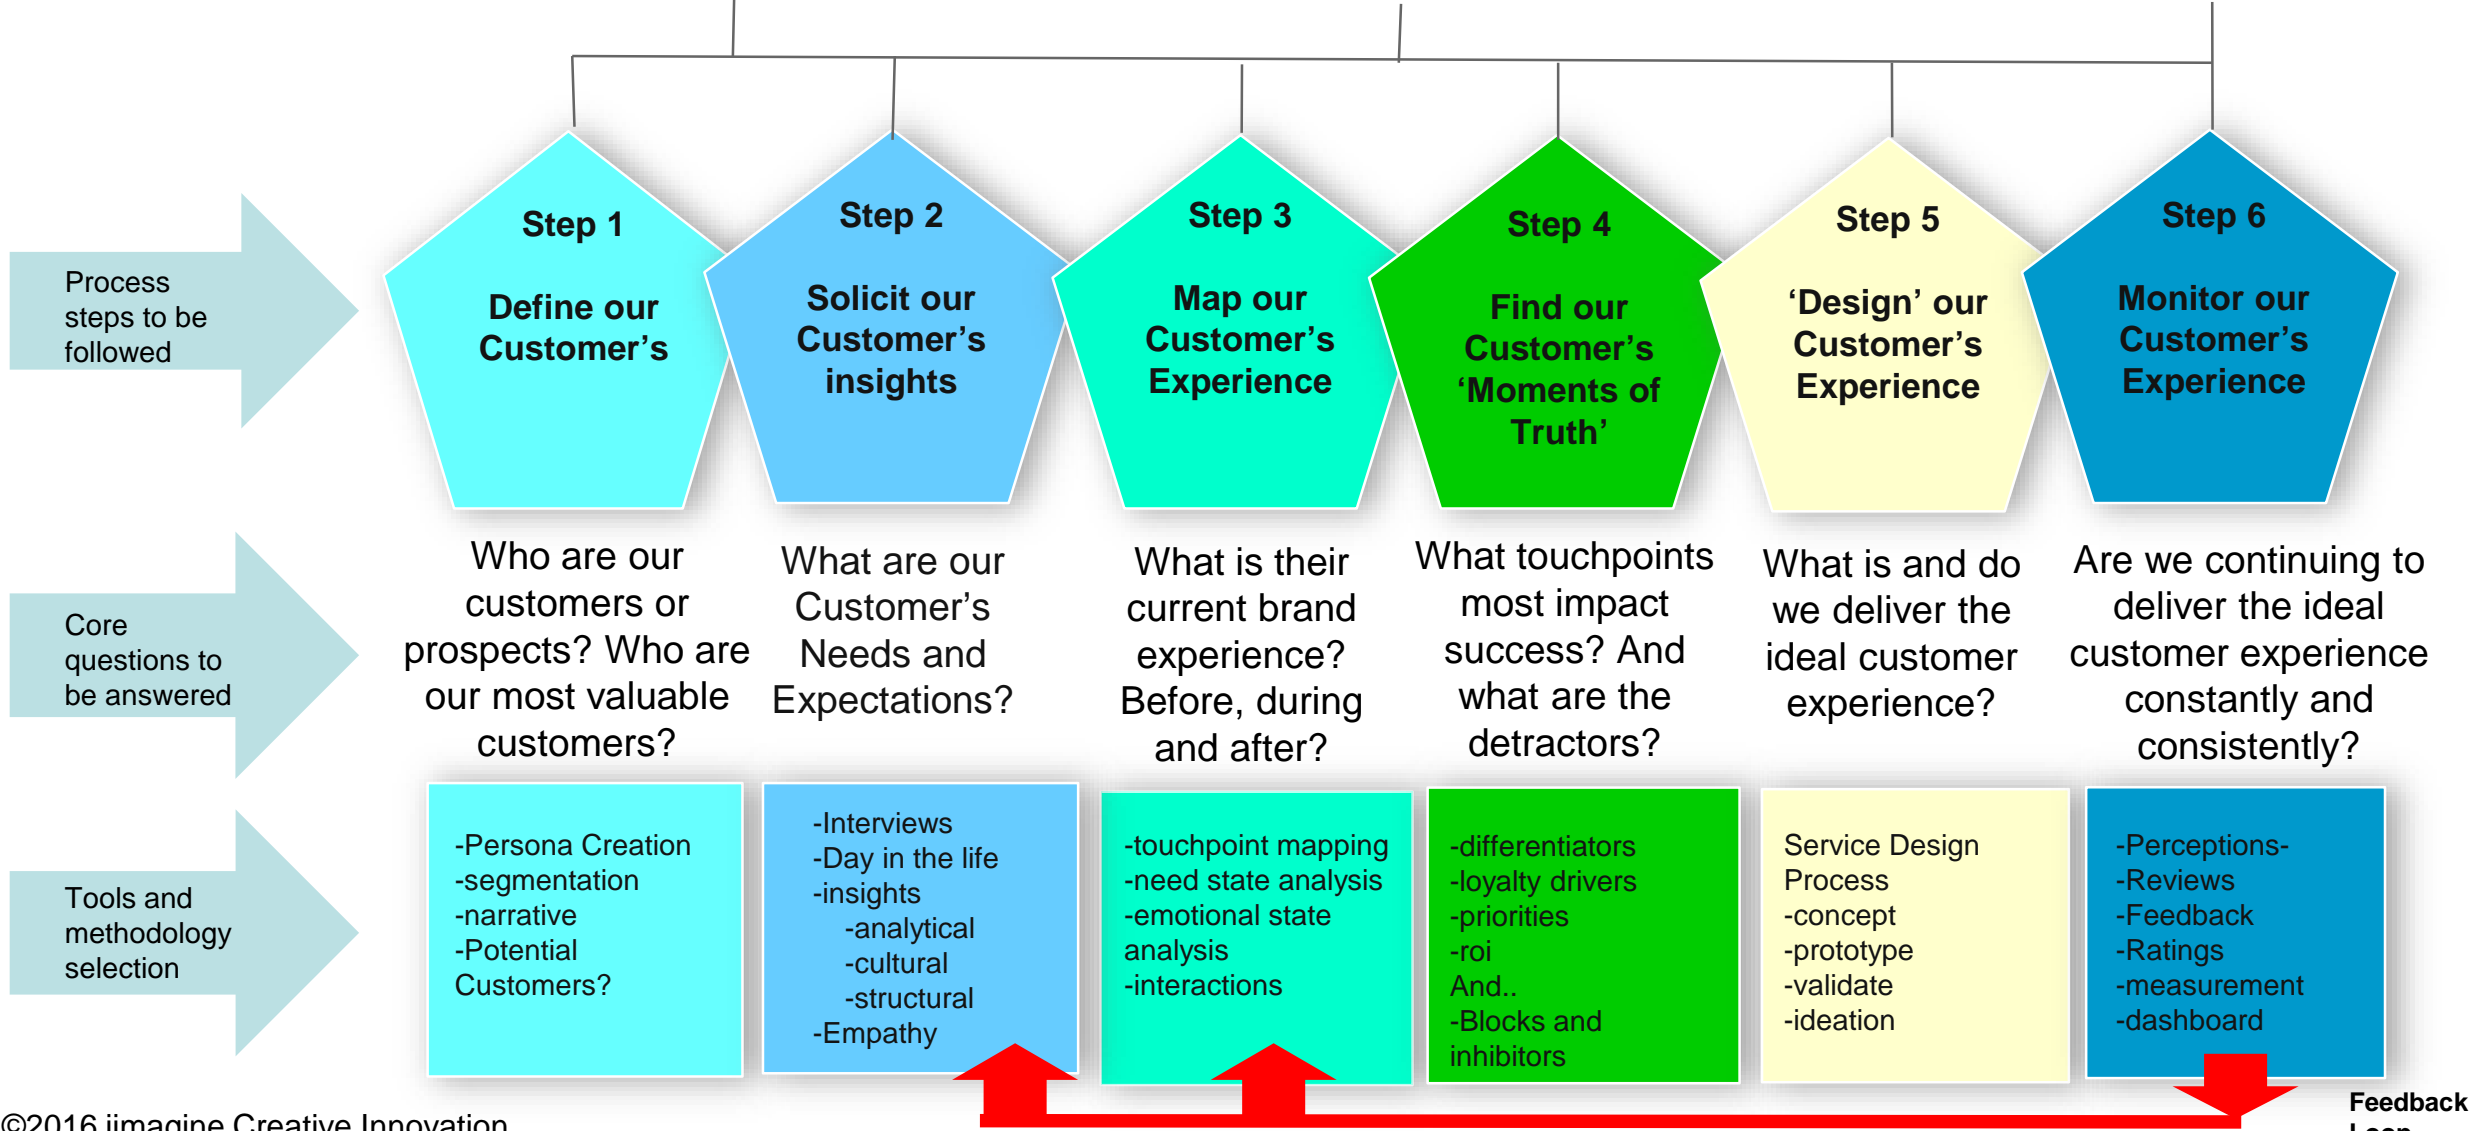 Process
steps to be
followed
Step 1
Define our
Customer’s
Step 2
Solicit our
Customer’s
insights
Step 3
Map our
Customer’s
Experience
Step 4
Find our
Customer’s
‘Moments of
Truth’
Step 5
‘Design’ our
Customer’s
Experience
Step 6
Monitor our
Customer’s
Experience
Core
questions to
be answered
Who are our
customers or
prospects? Who are
our most valuable
customers?
What are our
Customer’s
Needs and
Expectations?
What is their
current brand
experience?
Before, during
and after?
What touchpoints
most impact
success? And
what are the
detractors?
What is and do
we deliver the
ideal customer
experience?
Are we continuing to
deliver the ideal
customer experience
constantly and
consistently?
Tools and
methodology
selection
-Persona Creation
-segmentation
-narrative
-Potential
Customers?
-Interviews
-Day in the life
-insights
-analytical
-cultural
-structural
-Empathy
-touchpoint mapping
-need state analysis
-emotional state
analysis
-interactions
-differentiators
-loyalty drivers
-priorities
-roi
And..
-Blocks and
inhibitors
Service Design
Process
-concept
-prototype
-validate
-ideation
-Perceptions-
-Reviews
-Feedback
-Ratings
-measurement
-dashboard
Feedback
Loop
©2016 iimagine Creative Innovation